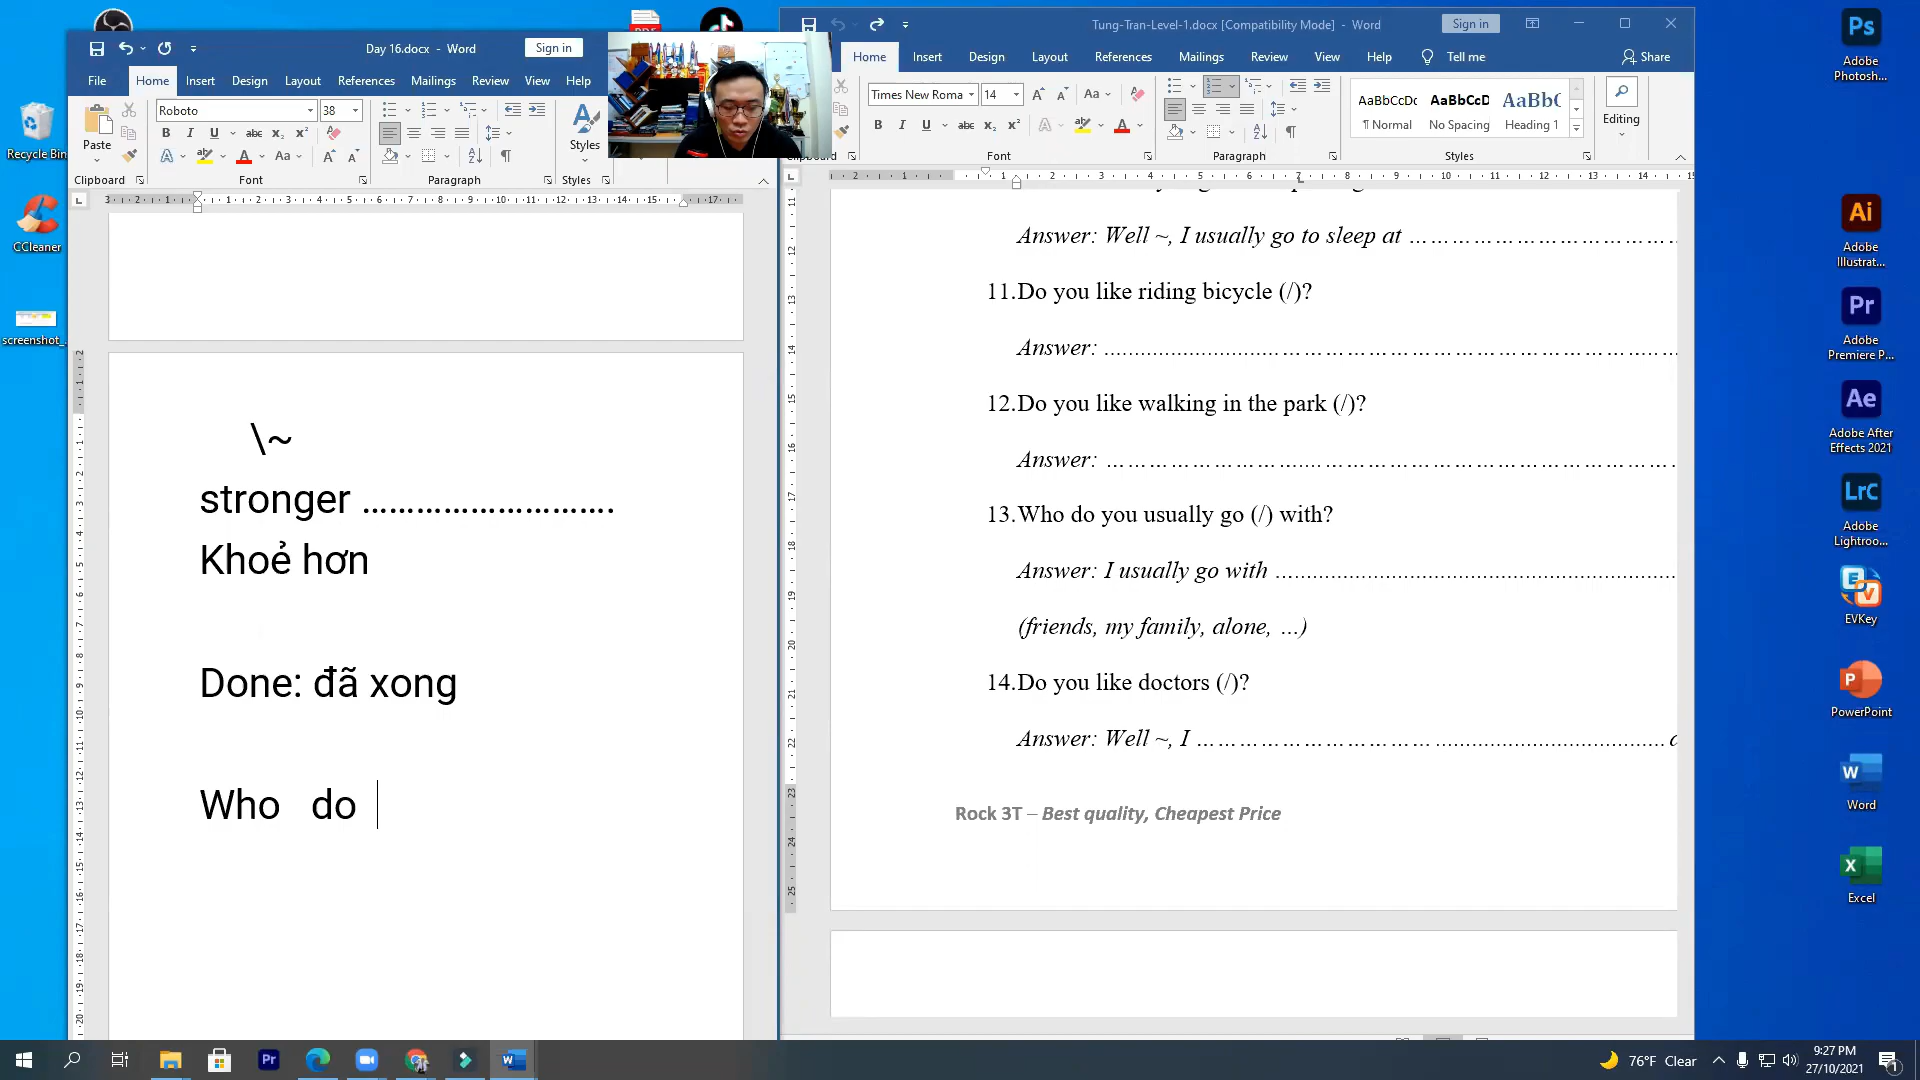 Day 16.docx - Word
Sign in
File Home Insert Design Layout References Mailings Review View Help
Roboto 38
Paste
Styles
Clipboard Font Paragraph Styles
\~
stronger ……………………….
Khoẻ hơn
Done: đã xong
Who do
Tung-Tran-Level-1.docx [Compatibility Mode] - Word
Sign in
Home Insert Design Layout References Mailings Review View Help Tell me Share
Times New Roma 14
AaBbCcDc AaBbCcD AaBbC
¶ Normal No Spacing Heading 1
Editing
Clipboard Font Paragraph Styles
Answer: Well ~, I usually go to sleep at ……………………………….
11.Do you like riding bicycle (/)?
Answer: ...........................…………………………………………………
12.Do you like walking in the park (/)?
Answer: ………………………...………………………………………………….
13.Who do you usually go (/) with?
Answer: I usually go with …...............................................................
(friends, my family, alone, …)
14.Do you like doctors (/)?
Answer: Well ~, I ……………………………….......................................
Rock 3T – Best quality, Cheapest Price
Recycle Bin
CCleaner
screenshot_...
Ps
Adobe
Photosh...
Ai
Adobe
Illustrat...
Pr
Adobe
Premiere P...
Ae
Adobe After
Effects 2021
LrC
Adobe
Lightroo...
EVKey
PowerPoint
Word
Excel
76°F Clear
9:27 PM
27/10/2021